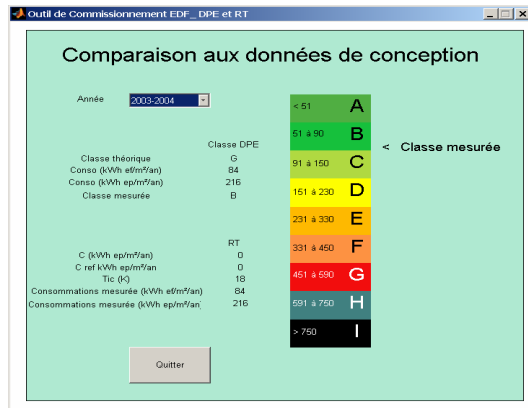 Outil de Commissionnement EDF_ DPE et RT
Comparaison aux données de conception
Année 2003-2004
Classe DPE
Classe théorique G
Conso (kWh ef/m²/an) 84
Conso (kWh ep/m²/an) 216
Classe mesurée B
RT
C (kWh ep/m²/an) 0
C ref kWh ep/m²/an 0
Tic (K) 18
Consommations mesurée (kWh ef/m²/an) 84
Consommations mesurée (kWh ep/m²/an) 216
< 51 A
51 à 90 B
< Classe mesurée
91 à 150 C
151 à 230 D
231 à 330 E
331 à 450 F
451 à 590 G
591 à 750 H
> 750 I
Quitter